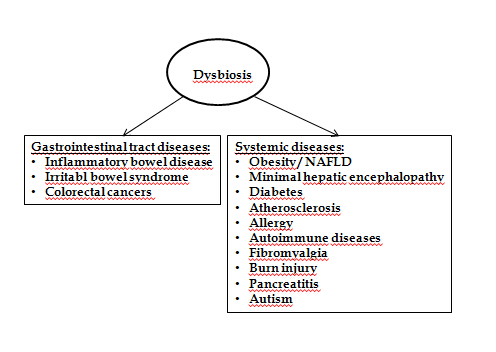 Dysbiosis
Gastrointestinal tract diseases:
• Inflammatory bowel disease
• Irritabl bowel syndrome
• Colorectal cancers
Systemic diseases:
• Obesity/ NAFLD
• Minimal hepatic encephalopathy
• Diabetes
• Atherosclerosis
• Allergy
• Autoimmune diseases
• Fibromyalgia
• Burn injury
• Pancreatitis
• Autism